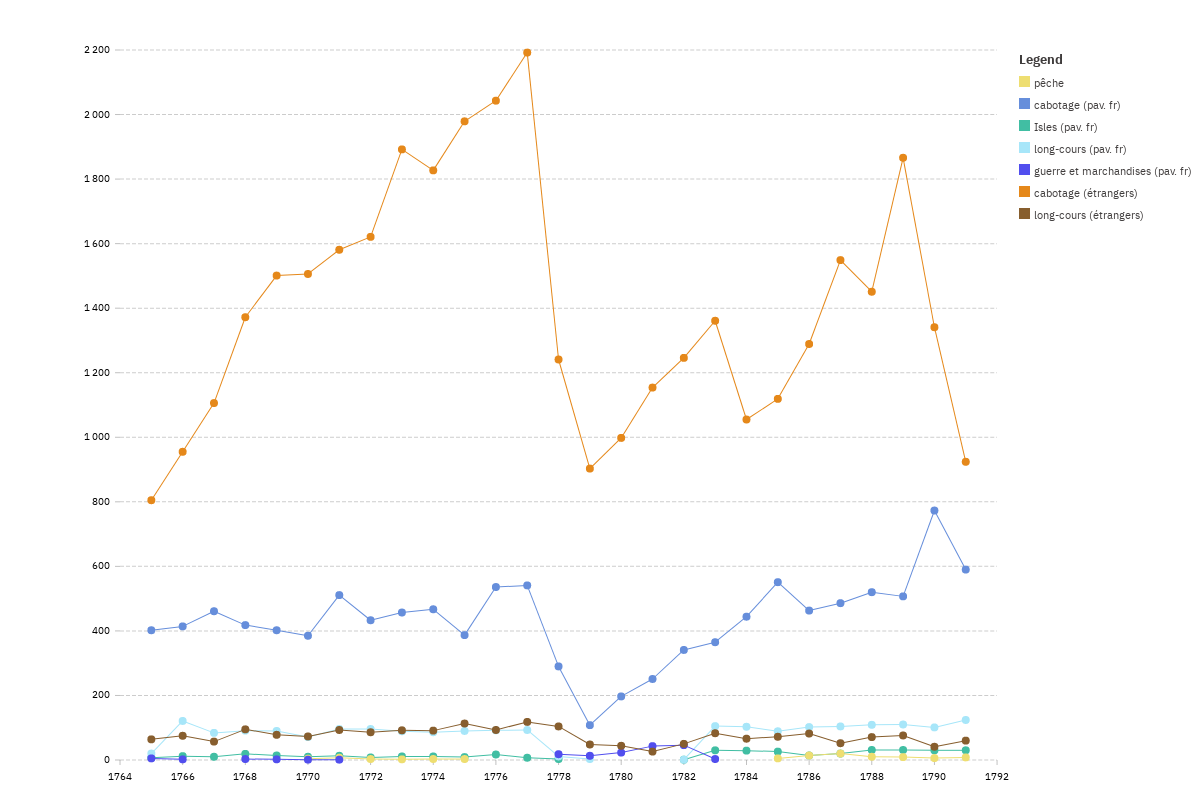 2 200
2 000
1 800
1 600
1 400
1 200
1 000
800
600
400
200
0
1764 1766 1768 1770 1772 1774 1776 1778 1780 1782 1784 1786 1788 1790 1792
Legend
pêche
cabotage (pav. fr)
Isles (pav. fr)
long-cours (pav. fr)
guerre et marchandises (pav. fr)
cabotage (étrangers)
long-cours (étrangers)